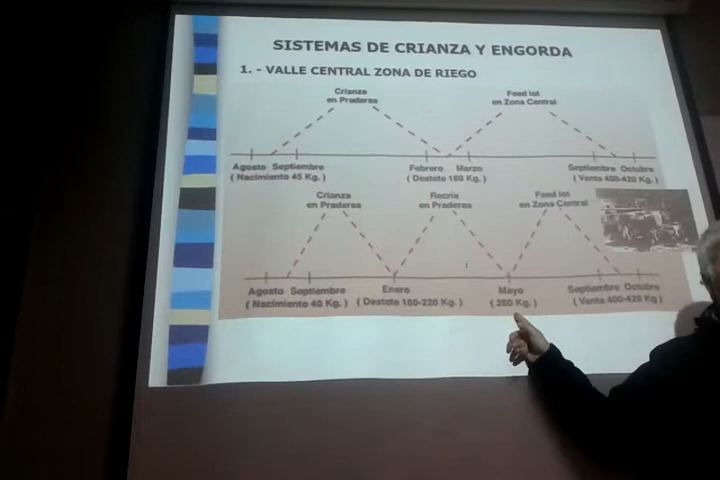 SISTEMAS DE CRIANZA Y ENGORDA
1. - VALLE CENTRAL ZONA DE RIEGO
Crianza
en Praderas
Feed lot
en Zona Central
Agosto Septiembre
( Nacimiento 45 Kg. )
Febrero Marzo
( Destete 180 Kg. )
Septiembre Octubre
( Venta 400-420 Kg. )
Crianza
en Praderas
Recría
en Praderas
Feed lot
en Zona Central
Agosto Septiembre
( Nacimiento 40 Kg. )
Enero
( Destete 180-220 Kg. )
Mayo
( 280 Kg. )
Septiembre Octubre
( Venta 400-420 Kg )